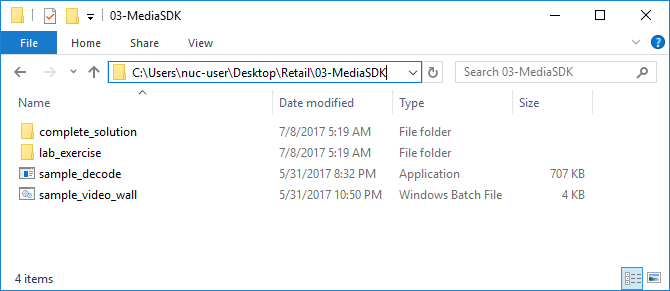 03-MediaSDK
File Home Share View
C:\Users\nuc-user\Desktop\Retail\03-MediaSDK Search 03-MediaSDK
Name Date modified Type Size
complete_solution 7/8/2017 5:19 AM File folder
lab_exercise 7/8/2017 5:19 AM File folder
sample_decode 5/31/2017 8:32 PM Application 707 KB
sample_video_wall 5/31/2017 10:50 PM Windows Batch File 4 KB
4 items